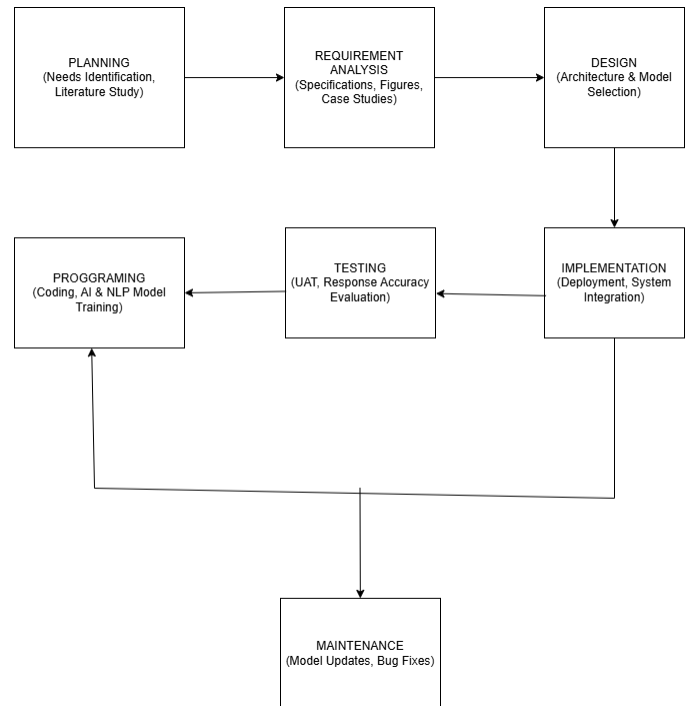 PLANNING
(Needs Identification,
Literature Study)
REQUIREMENT
ANALYSIS
(Specifications, Figures,
Case Studies)
DESIGN
(Architecture & Model
Selection)
PROGGRAMING
(Coding, AI & NLP Model
Training)
TESTING
(UAT, Response Accuracy
Evaluation)
IMPLEMENTATION
(Deployment, System
Integration)
MAINTENANCE
(Model Updates, Bug Fixes)